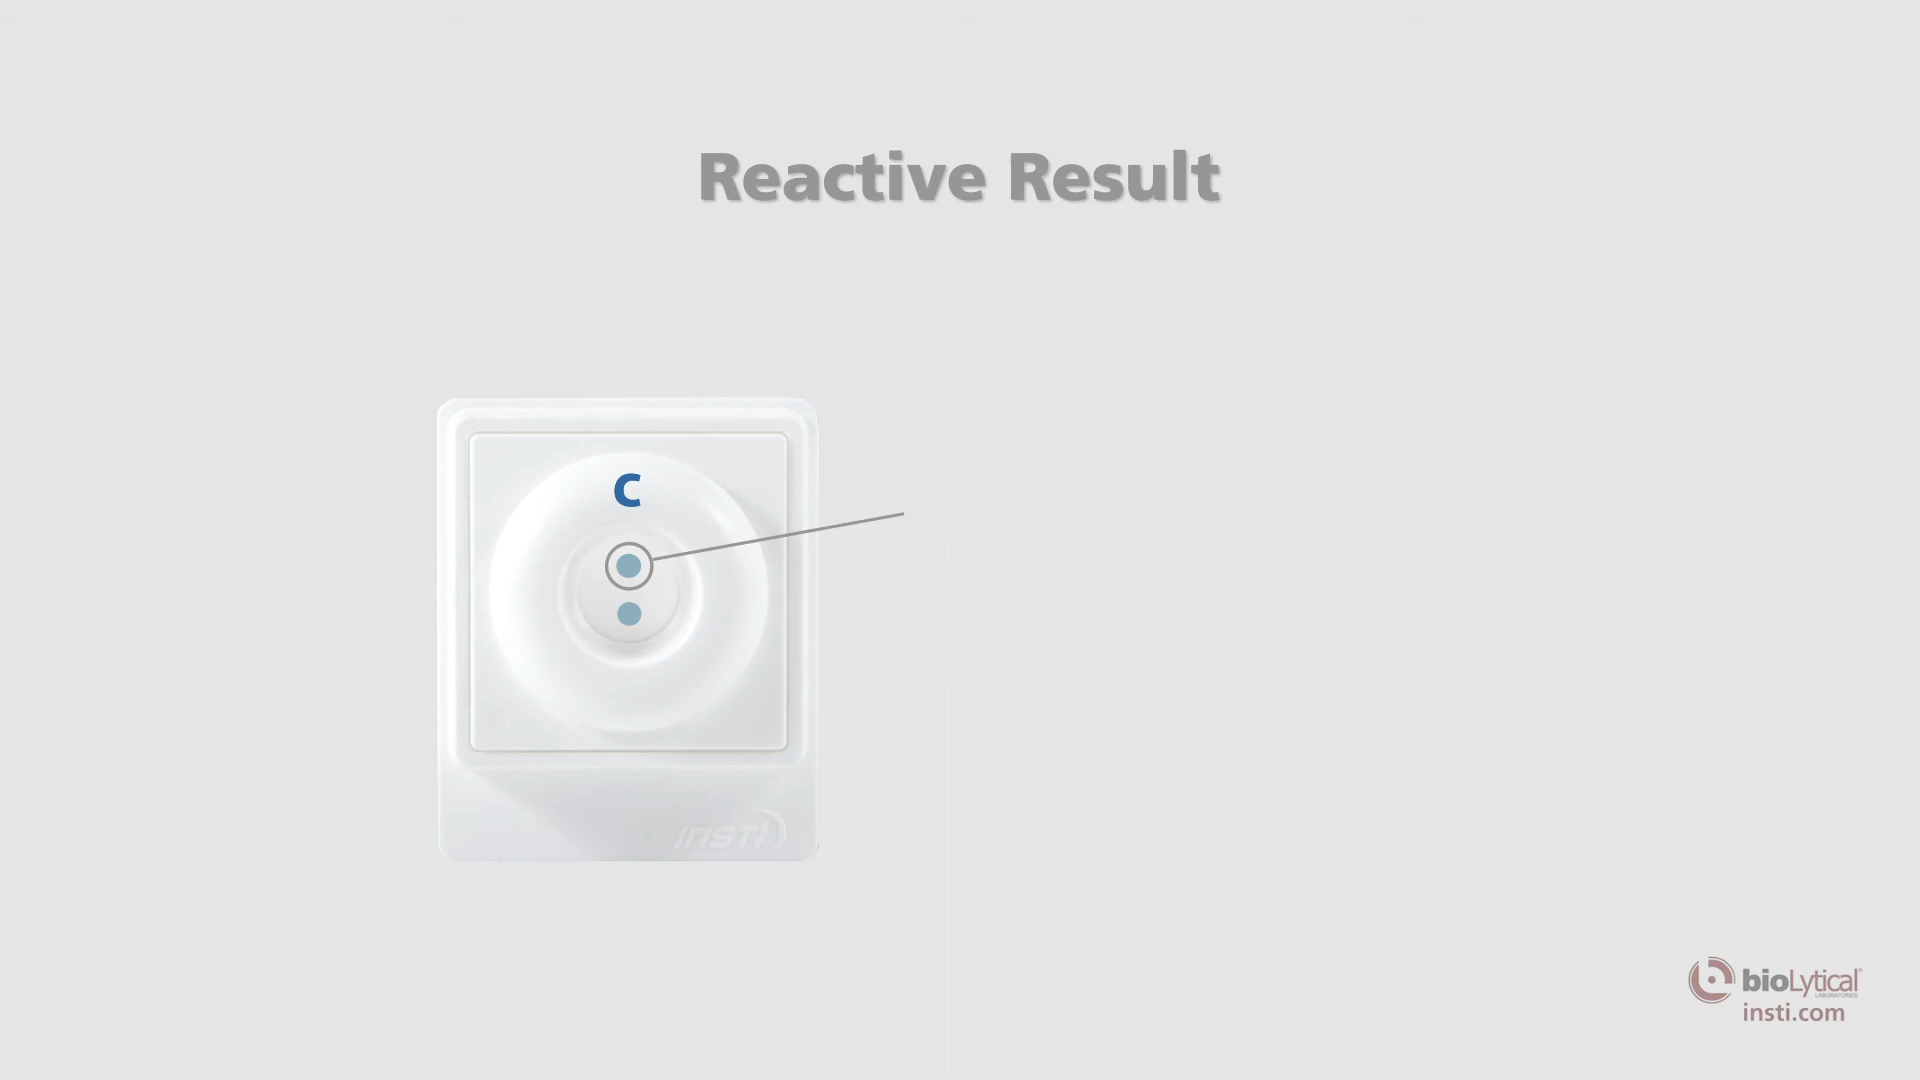 Reactive Result
C
INSTI
bioLytical
LABORATORIES
insti.com